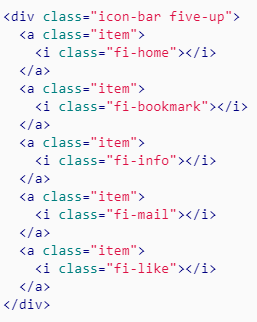 <div class="icon-bar five-up">
  <a class="item">
    <i class="fi-home"></i>
  </a>
  <a class="item">
    <i class="fi-bookmark"></i>
  </a>
  <a class="item">
    <i class="fi-info"></i>
  </a>
  <a class="item">
    <i class="fi-mail"></i>
  </a>
  <a class="item">
    <i class="fi-like"></i>
  </a>
</div>